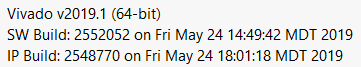 Vivado v2019.1 (64-bit)
SW Build: 2552052 on Fri May 24 14:49:42 MDT 2019
IP Build: 2548770 on Fri May 24 18:01:18 MDT 2019